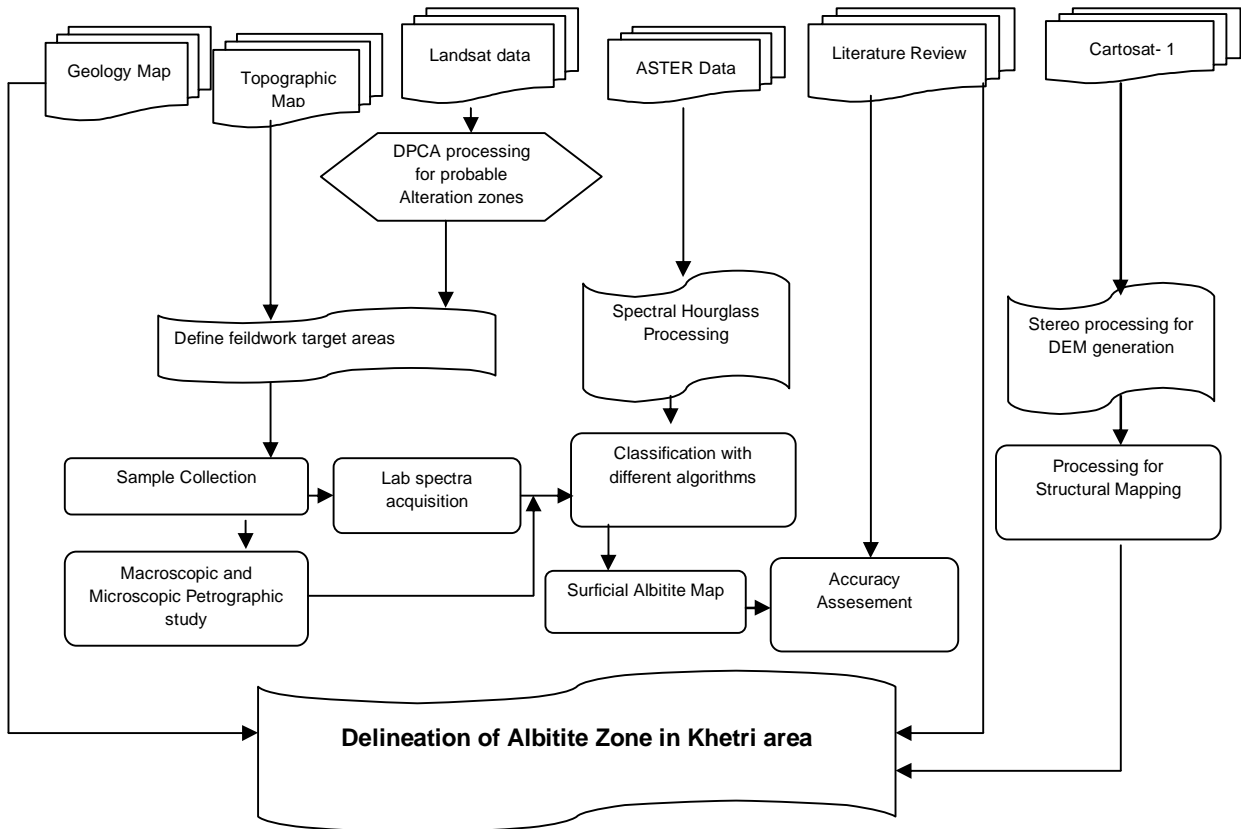 Geology Map
Topographic
Map
Landsat data
ASTER Data
Literature Review
Cartosat- 1
DPCA processing
for probable
Alteration zones
Define feildwork target areas
Spectral Hourglass
Processing
Stereo processing for
DEM generation
Sample Collection
Lab spectra
acquisition
Classification with
different algorithms
Processing for
Structural Mapping
Macroscopic and
Microscopic Petrographic
study
Surficial Albitite Map
Accuracy
Assesement
Delineation of Albitite Zone in Khetri area